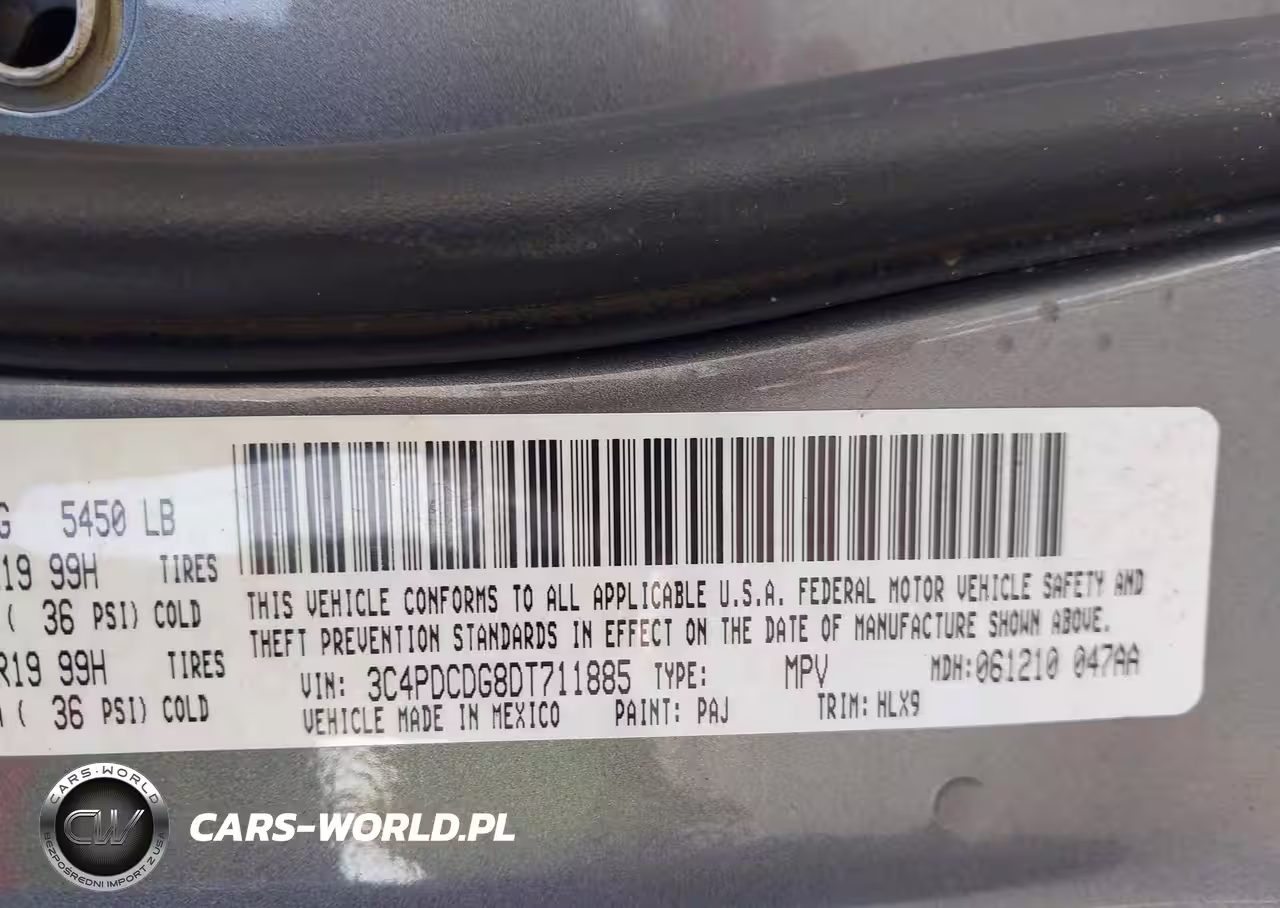 5450 LB
19 99H TIRES
( 36 PSI) COLD
R19 99H TIRES
( 36 PSI) COLD
THIS VEHICLE CONFORMS TO ALL APPLICABLE U.S.A. FEDERAL MOTOR VEHICLE SAFETY AND
THEFT PREVENTION STANDARDS IN EFFECT ON THE DATE OF MANUFACTURE SHOWN ABOVE.
VIN: 3C4PDCDG8DT711885 TYPE: MPV MDH:061210 047AA
VEHICLE MADE IN MEXICO PAINT: PAJ TRIM: HLX9
CARS-WORLD
CW
BEZPOŚREDNI IMPORT Z USA
CARS-WORLD.PL